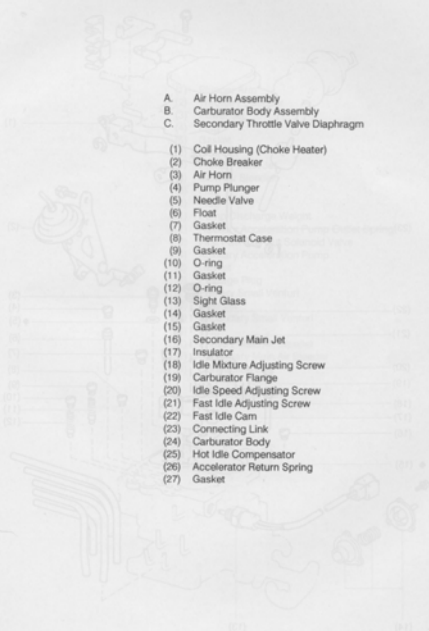 A. Air Horn Assembly
B. Carburator Body Assembly
C. Secondary Throttle Valve Diaphragm
(1) Coil Housing (Choke Heater)
(2) Choke Breaker
(3) Air Horn
(4) Pump Plunger
(5) Needle Valve
(6) Float
(7) Gasket
(8) Thermostat Case
(9) Gasket
(10) O-ring
(11) Gasket
(12) O-ring
(13) Sight Glass
(14) Gasket
(15) Gasket
(16) Secondary Main Jet
(17) Insulator
(18) Idle Mixture Adjusting Screw
(19) Carburator Flange
(20) Idle Speed Adjusting Screw
(21) Fast Idle Adjusting Screw
(22) Fast Idle Cam
(23) Connecting Link
(24) Carburator Body
(25) Hot Idle Compensator
(26) Accelerator Return Spring
(27) Gasket